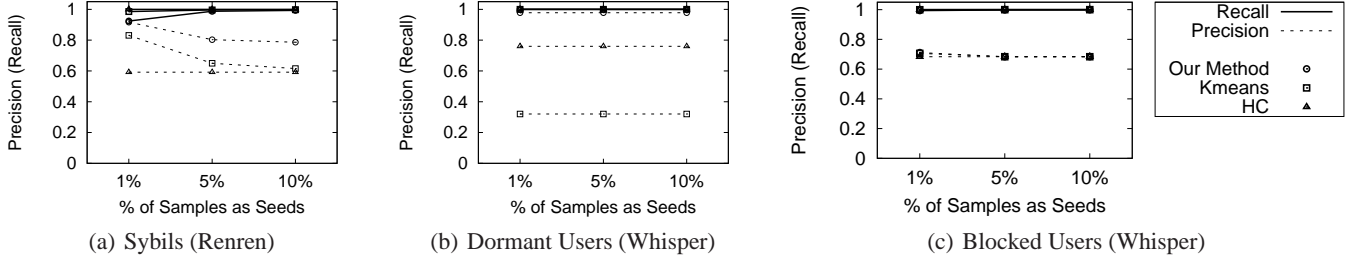 Precision (Recall)
1
0.8
0.6
0.4
0.2
0
1%
5%
10%
% of Samples as Seeds
(a) Sybils (Renren)
Precision (Recall)
1
0.8
0.6
0.4
0.2
0
1%
5%
10%
% of Samples as Seeds
(b) Dormant Users (Whisper)
Precision (Recall)
1
0.8
0.6
0.4
0.2
0
1%
5%
10%
% of Samples as Seeds
(c) Blocked Users (Whisper)
Recall
Precision
Our Method
Kmeans
HC